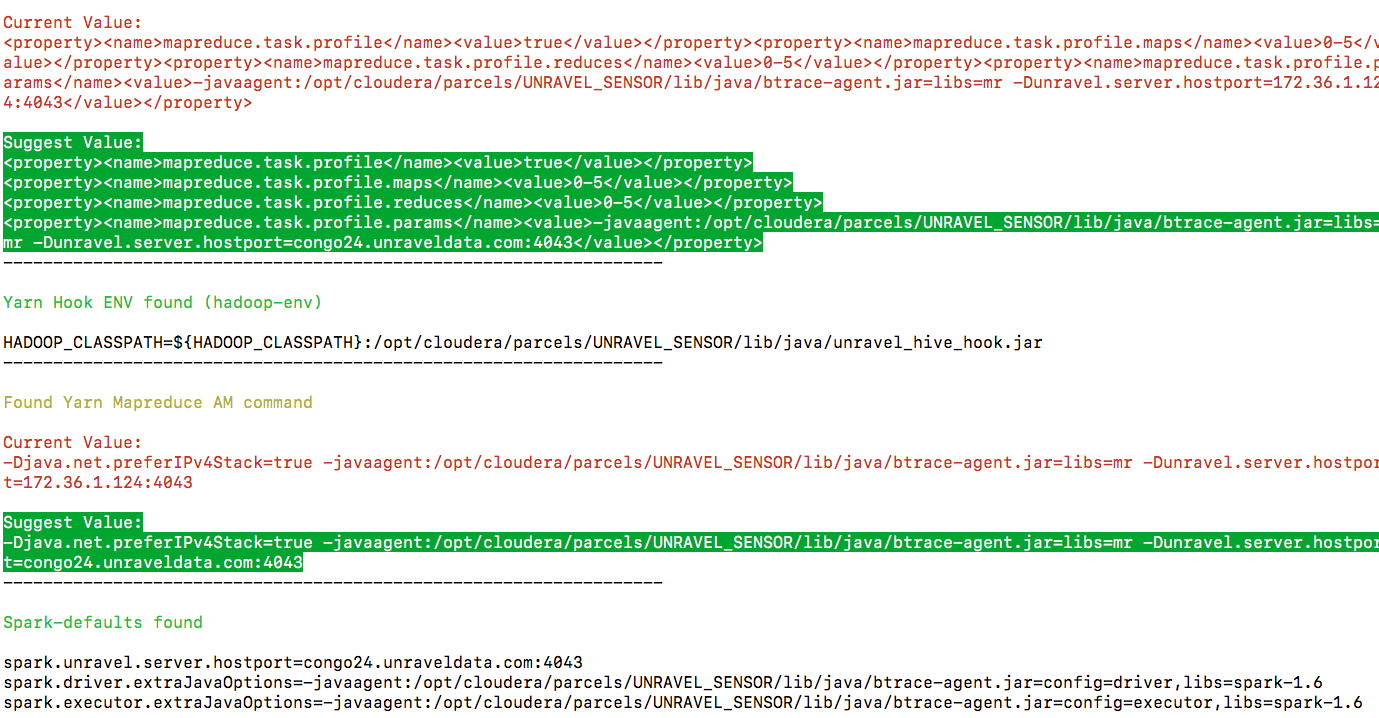 Current Value:
<property><name>mapreduce.task.profile</name><value>true</value></property><property><name>mapreduce.task.profile.maps</name><value>0-5</v
alue></property><property><name>mapreduce.task.profile.reduces</name><value>0-5</value></property><property><name>mapreduce.task.profile.p
arams</name><value>-javaagent:/opt/cloudera/parcels/UNRAVEL_SENSOR/lib/java/btrace-agent.jar=libs=mr -Dunravel.server.hostport=172.36.1.12
4:4043</value></property>
Suggest Value:
<property><name>mapreduce.task.profile</name><value>true</value></property>
<property><name>mapreduce.task.profile.maps</name><value>0-5</value></property>
<property><name>mapreduce.task.profile.reduces</name><value>0-5</value></property>
<property><name>mapreduce.task.profile.params</name><value>-javaagent:/opt/cloudera/parcels/UNRAVEL_SENSOR/lib/java/btrace-agent.jar=libs=
mr -Dunravel.server.hostport=congo24.unraveldata.com:4043</value></property>
------------------------------------------------------------------
Yarn Hook ENV found (hadoop-env)
HADOOP_CLASSPATH=${HADOOP_CLASSPATH}:/opt/cloudera/parcels/UNRAVEL_SENSOR/lib/java/unravel_hive_hook.jar
------------------------------------------------------------------
Found Yarn Mapreduce AM command
Current Value:
-Djava.net.preferIPv4Stack=true -javaagent:/opt/cloudera/parcels/UNRAVEL_SENSOR/lib/java/btrace-agent.jar=libs=mr -Dunravel.server.hostpor
t=172.36.1.124:4043
Suggest Value:
-Djava.net.preferIPv4Stack=true -javaagent:/opt/cloudera/parcels/UNRAVEL_SENSOR/lib/java/btrace-agent.jar=libs=mr -Dunravel.server.hostpor
t=congo24.unraveldata.com:4043
------------------------------------------------------------------
Spark-defaults found
spark.unravel.server.hostport=congo24.unraveldata.com:4043
spark.driver.extraJavaOptions=-javaagent:/opt/cloudera/parcels/UNRAVEL_SENSOR/lib/java/btrace-agent.jar=config=driver,libs=spark-1.6
spark.executor.extraJavaOptions=-javaagent:/opt/cloudera/parcels/UNRAVEL_SENSOR/lib/java/btrace-agent.jar=config=executor,libs=spark-1.6